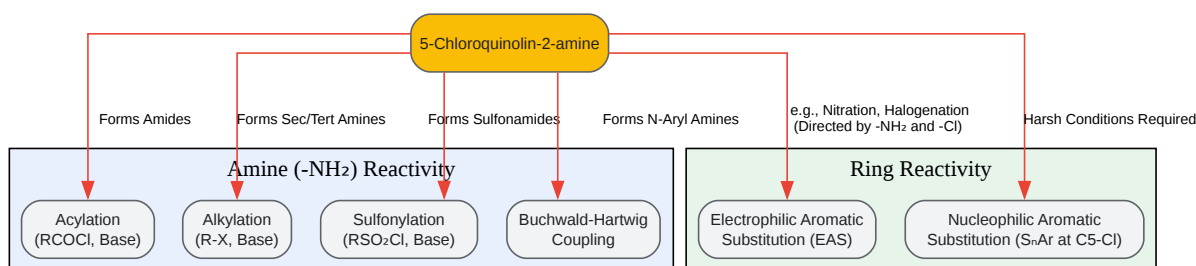 5-Chloroquinolin-2-amine
e.g., Nitration, Halogenation
Forms Amides
Forms Sec/Tert Amines
Forms Sulfonamides
Forms N-Aryl Amines
(Directed by -NH₂ and -Cl)
Harsh Conditions Required
Amine (-NH₂) Reactivity
Ring Reactivity
Acylation
(RCOCl, Base)
Alkylation
(R-X, Base)
Sulfonylation
(RSO₂Cl, Base)
Buchwald-Hartwig
Coupling
Electrophilic Aromatic
Substitution (EAS)
Nucleophilic Aromatic
Substitution (SₙAr at C5-Cl)